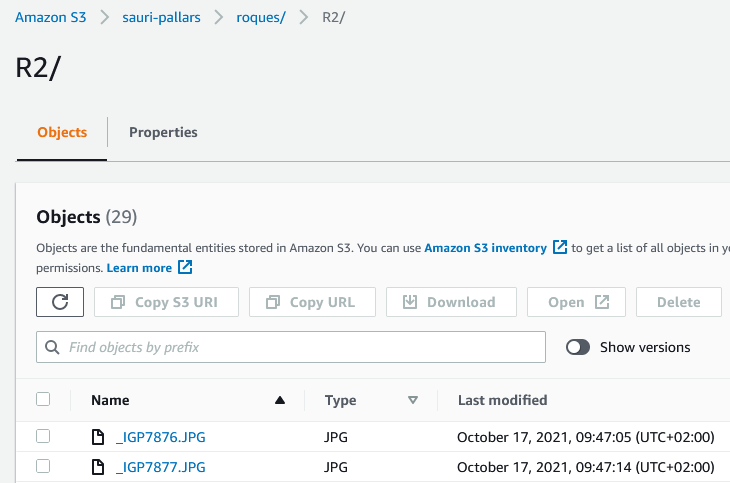 Amazon S3 sauri-pallars roques/ R2/
R2/
Objects Properties
Objects (29)
Objects are the fundamental entities stored in Amazon S3. You can use Amazon S3 inventory to get a list of all objects in
permissions. Learn more
Copy S3 URI Copy URL Download Open Delete
Find objects by prefix Show versions
Name Type Last modified
_IGP7876.JPG JPG October 17, 2021, 09:47:05 (UTC+02:00)
_IGP7877.JPG JPG October 17, 2021, 09:47:14 (UTC+02:00)